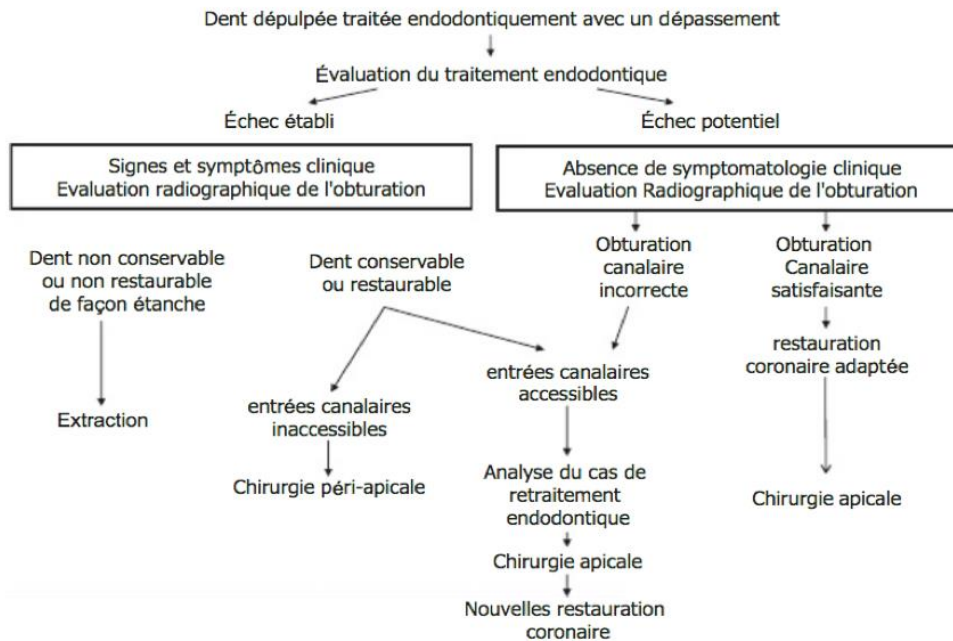 Dent dépulpée traitée endodontiquement avec un dépassement
Évaluation du traitement endodontique
Échec établi
Échec potentiel
Signes et symptômes clinique
Evaluation radiographique de l'obturation
Absence de symptomatologie clinique
Evaluation Radiographique de l'obturation
Dent non conservable
ou non restaurable
de façon étanche
Dent conservable
ou restaurable
Obturation
canalaire
incorrecte
Obturation
Canalaire
satisfaisante
restauration
coronaire adaptée
entrées canalaires
accessibles
Extraction
entrées canalaires
inaccessibles
Chirurgie péri-apicale
Analyse du cas de
retraitement
endodontique
Chirurgie apicale
Chirurgie apicale
Nouvelles restauration
coronaire